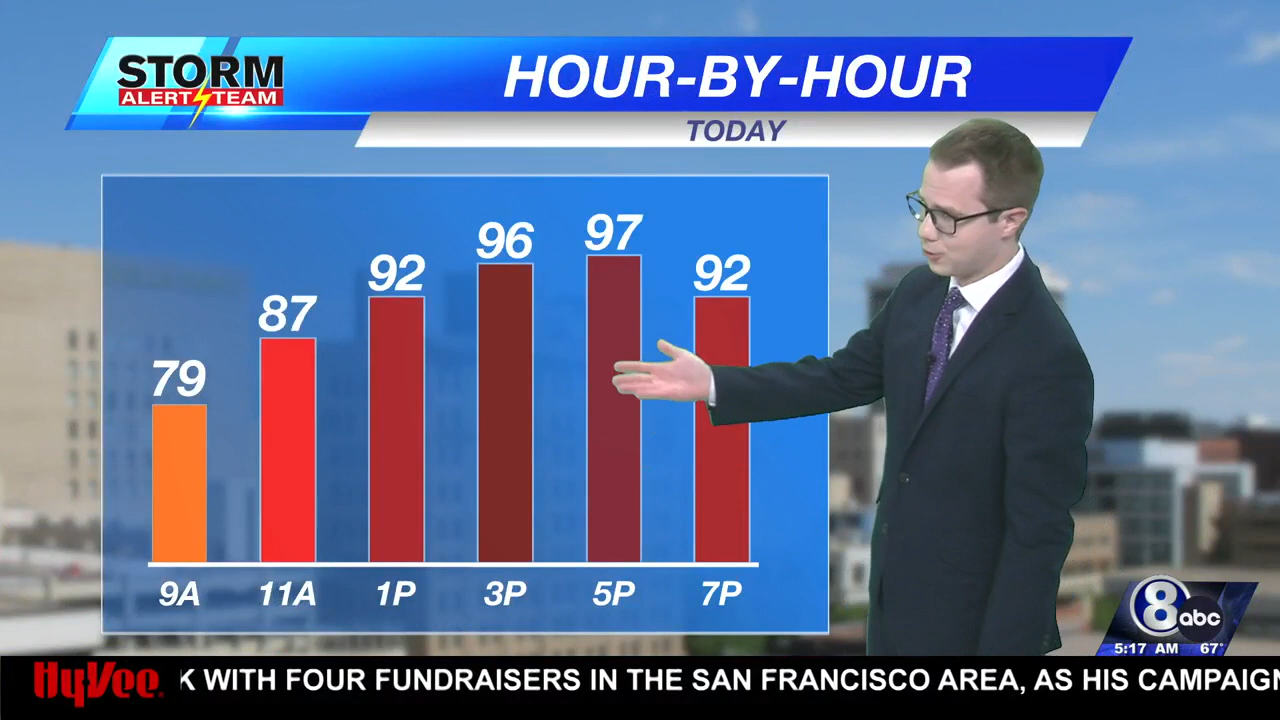 STORM
ALERT TEAM
HOUR-BY-HOUR
TODAY
79 87 92 96 97 92
9A 11A 1P 3P 5P 7P
8 abc
5:17 AM 67°
HyVee. K WITH FOUR FUNDRAISERS IN THE SAN FRANCISCO AREA, AS HIS CAMPAIGN